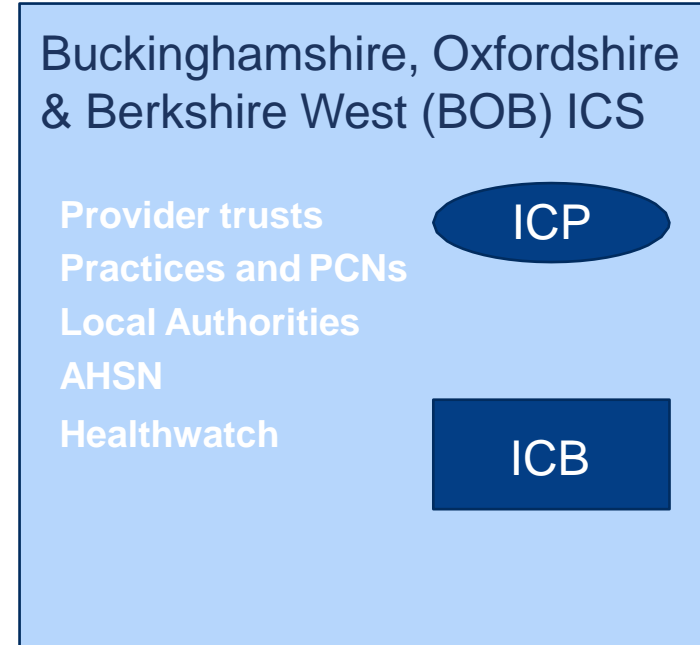 Buckinghamshire, Oxfordshire
& Berkshire West (BOB) ICS
Provider trusts
Practices and PCNs
Local Authorities
AHSN
Healthwatch
ICP
ICB